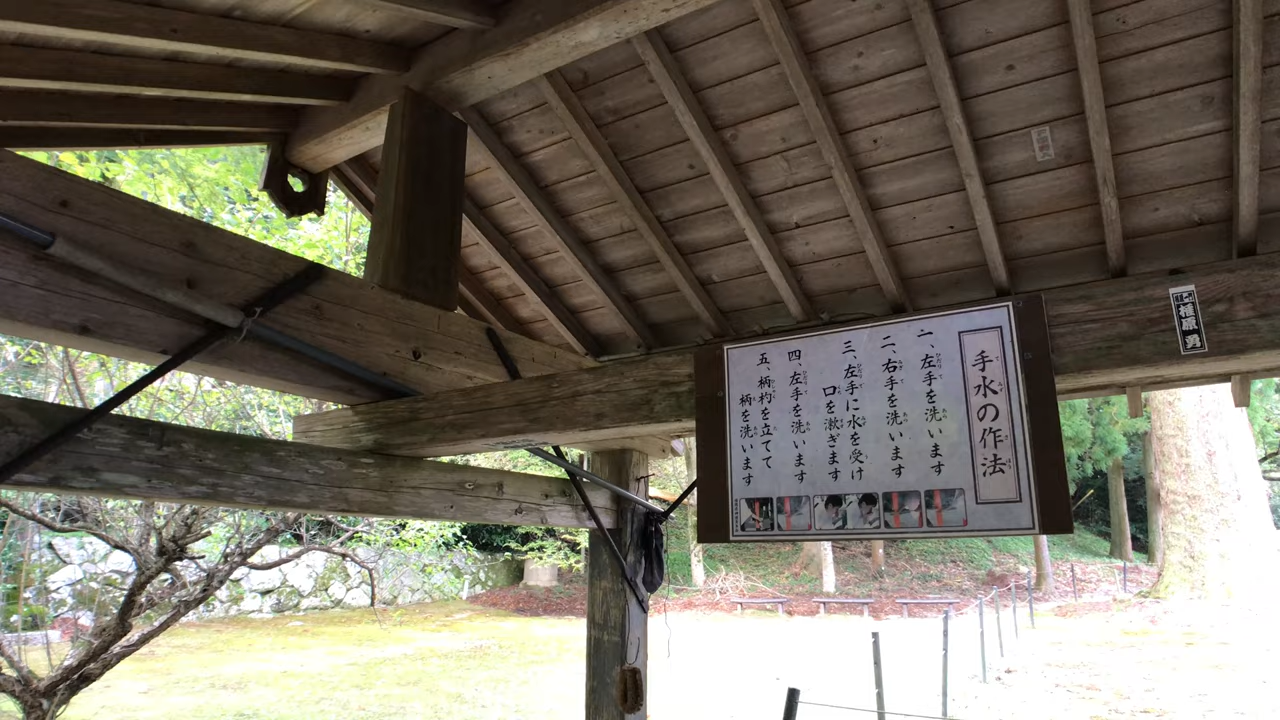 手水の作法
一、左手を洗います
二、右手を洗います
三、左手に水を受け
口を漱ぎます
四、左手を洗います
五、柄杓を立てて
柄を洗います